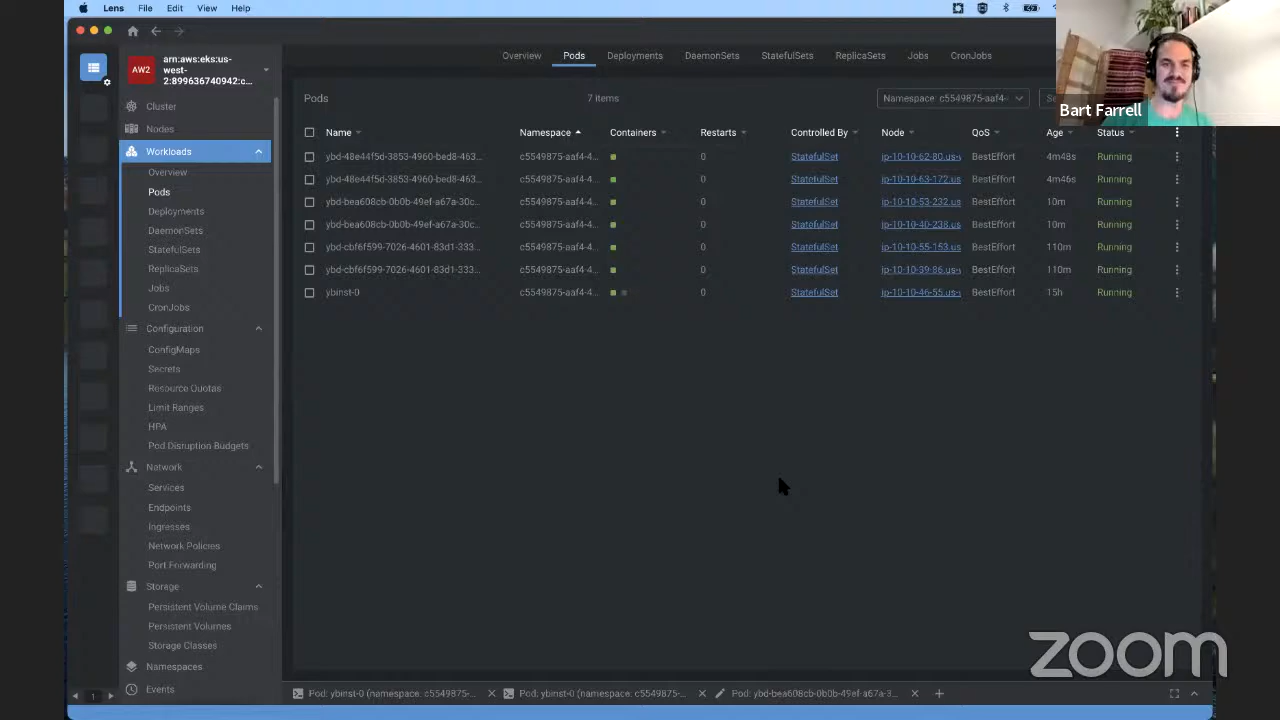 Lens File Edit View Help
Bart Farrell
AW2
arn:aws:eks:us-
west-
2:899636740942:c...
Overview Pods Deployments DaemonSets StatefulSets ReplicaSets Jobs CronJobs
Cluster
Nodes
Workloads
Overview
Pods
Deployments
DaemonSets
StatefulSets
ReplicaSets
Jobs
CronJobs
Configuration
ConfigMaps
Secrets
Resource Quotas
Limit Ranges
HPA
Pod Disruption Budgets
Network
Services
Endpoints
Ingresses
Network Policies
Port Forwarding
Storage
Persistent Volume Claims
Persistent Volumes
Storage Classes
Namespaces
Events
1
Pods 7 items Namespace: c5549875-aaf4-
Name Namespace Containers Restarts Controlled By Node QoS Age Status
ybd-48e44f5d-3853-4960-bed8-463... c5549875-aaf4-4... 0 StatefulSet ip-10-10-62-80.us- BestEffort 4m48s Running
ybd-48e44f5d-3853-4960-bed8-463... c5549875-aaf4-4... 0 StatefulSet ip-10-10-63-172.us BestEffort 4m46s Running
ybd-bea608cb-0b0b-49ef-a67a-30c... c5549875-aaf4-4... 0 StatefulSet ip-10-10-53-232.us BestEffort 10m Running
ybd-bea608cb-0b0b-49ef-a67a-30c... c5549875-aaf4-4... 0 StatefulSet ip-10-10-40-238.us BestEffort 10m Running
ybd-cbf6f599-7026-4601-83d1-333... c5549875-aaf4-4... 0 StatefulSet ip-10-10-55-153.us BestEffort 110m Running
ybd-cbf6f599-7026-4601-83d1-333... c5549875-aaf4-4... 0 StatefulSet ip-10-10-39-86.us- BestEffort 110m Running
ybinst-0 c5549875-aaf4-4... 0 StatefulSet ip-10-10-46-55.us- BestEffort 15h Running
Pod: ybinst-0 (namespace: c5549875-... Pod: ybinst-0 (namespace: c5549875-... Pod: ybd-bea608cb-0b0b-49ef-a67a-3...
zoom